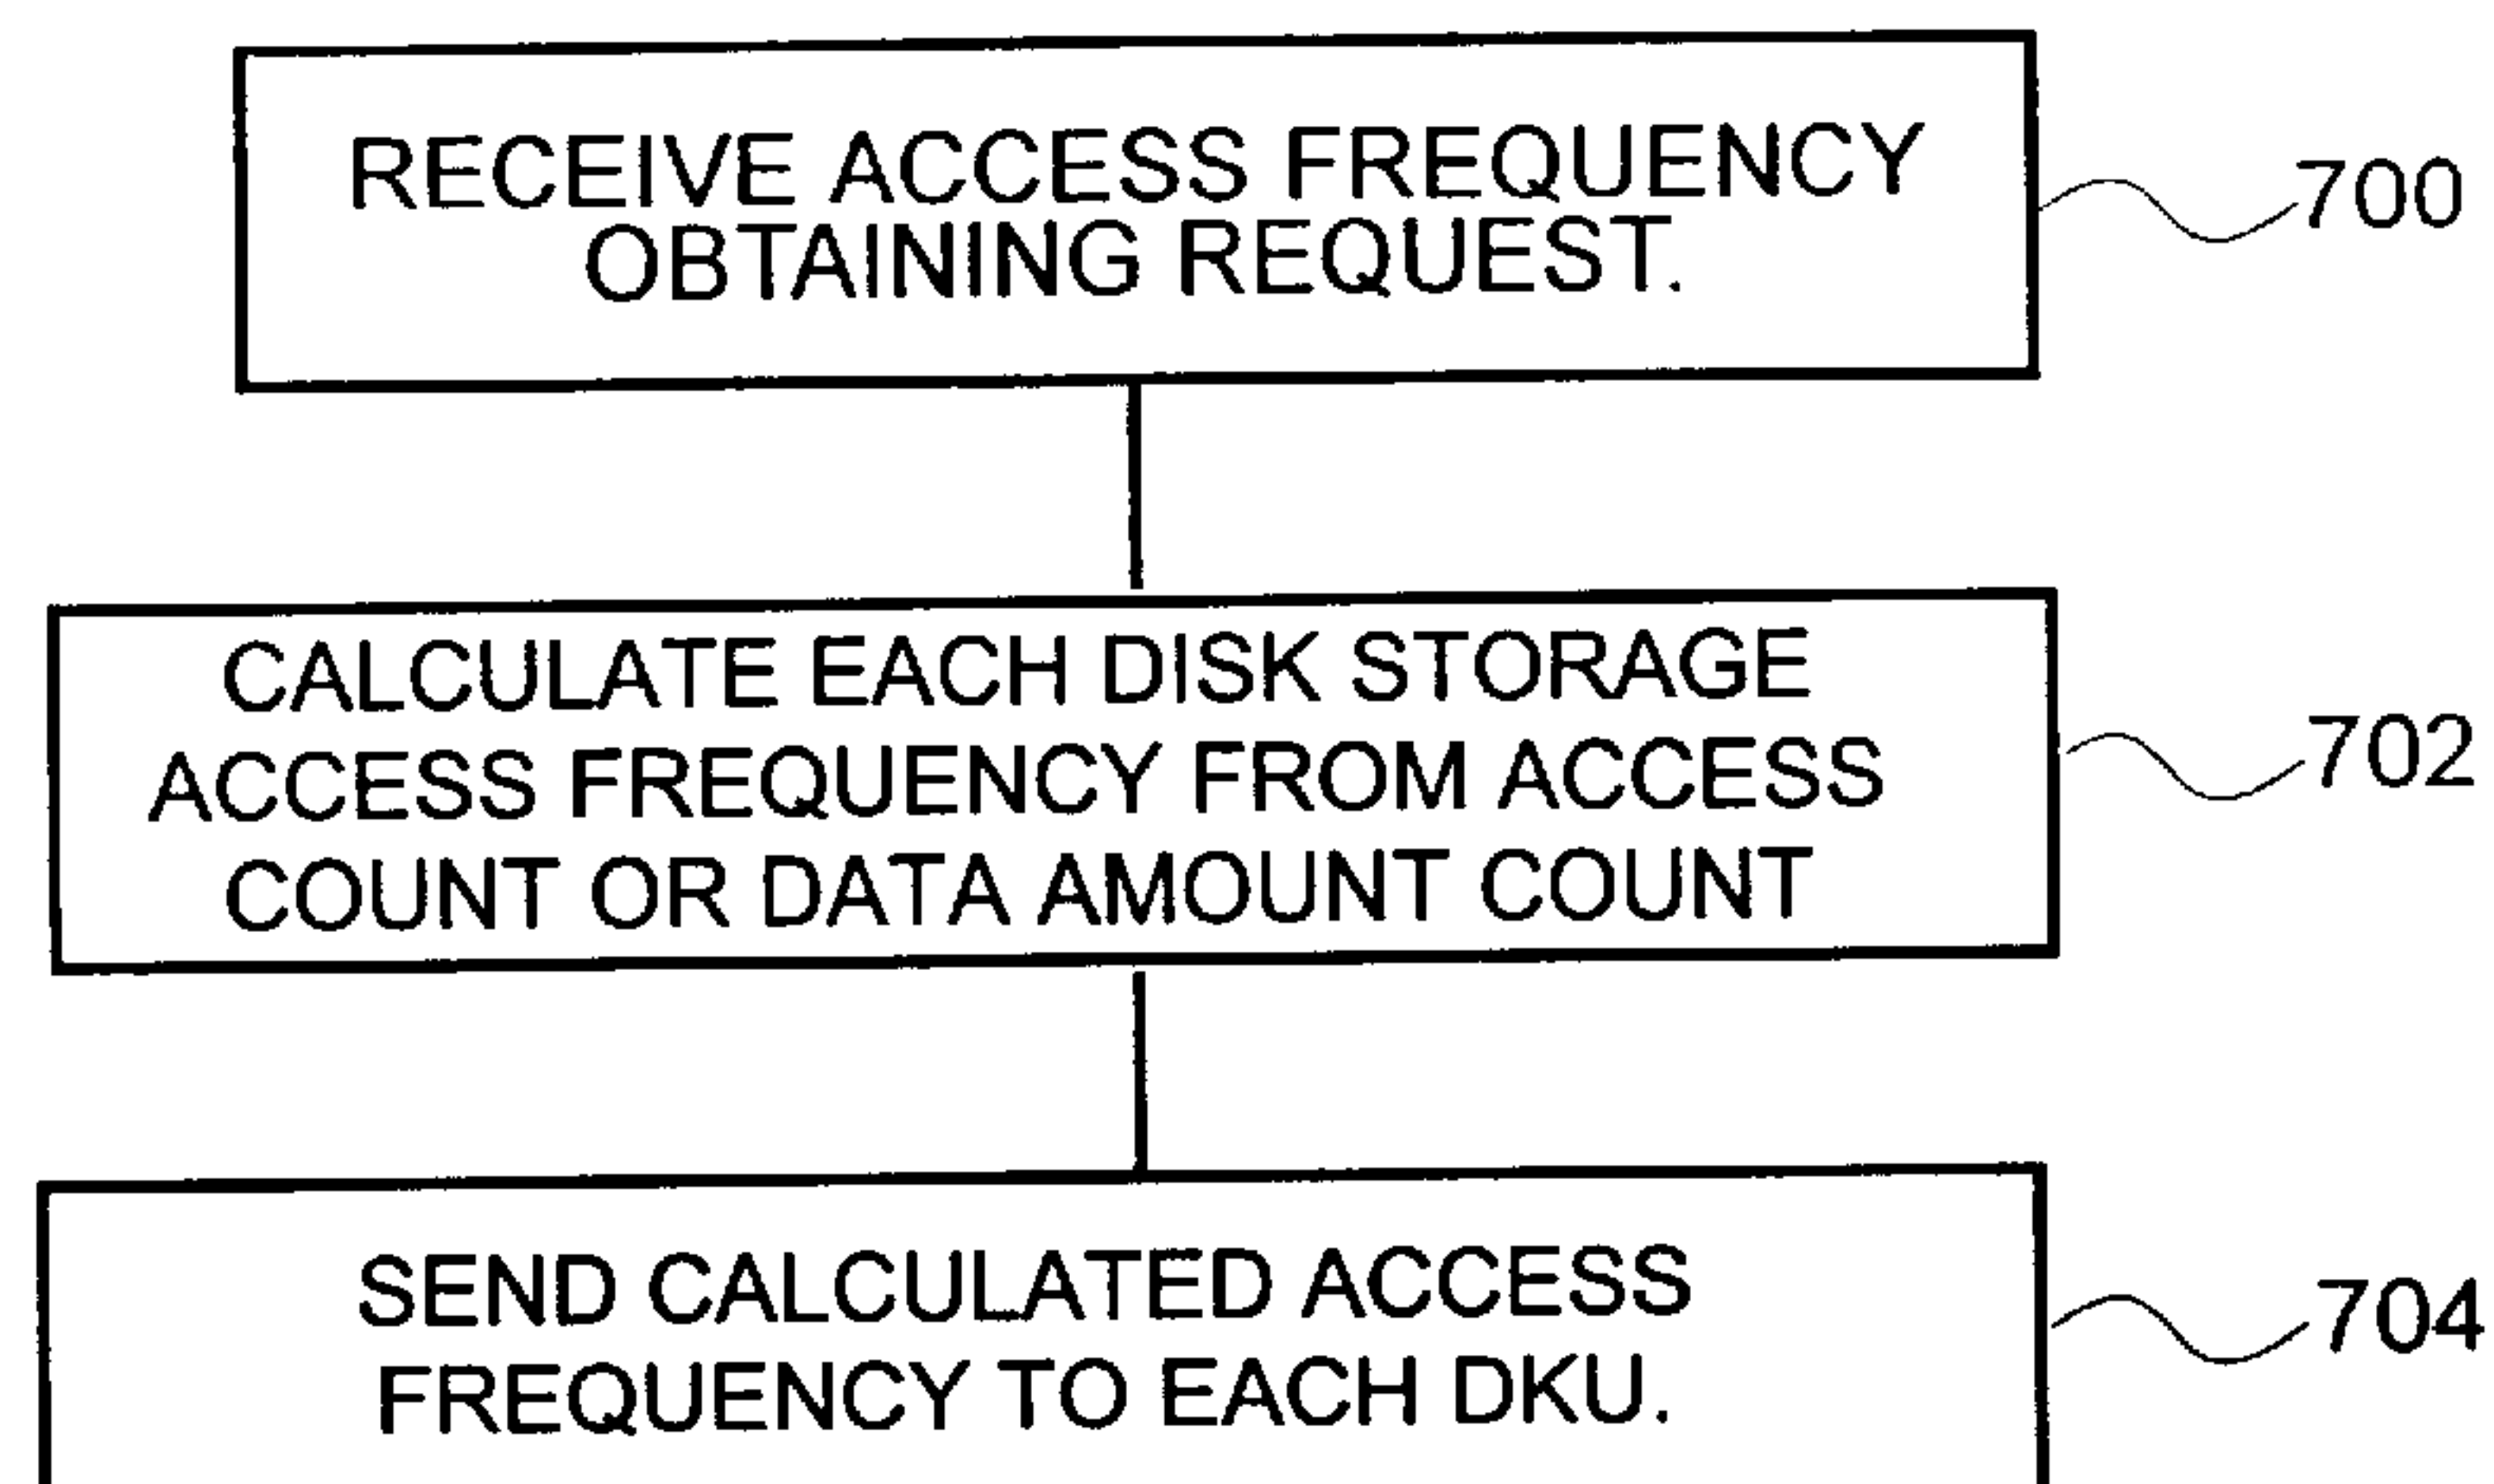 RECEIVE ACCESS FREQUENCY
OBTAINING REQUEST.
700
CALCULATE EACH DISK STORAGE
ACCESS FREQUENCY FROM ACCESS
COUNT OR DATA AMOUNT COUNT
702
SEND CALCULATED ACCESS
FREQUENCY TO EACH DKU.
704